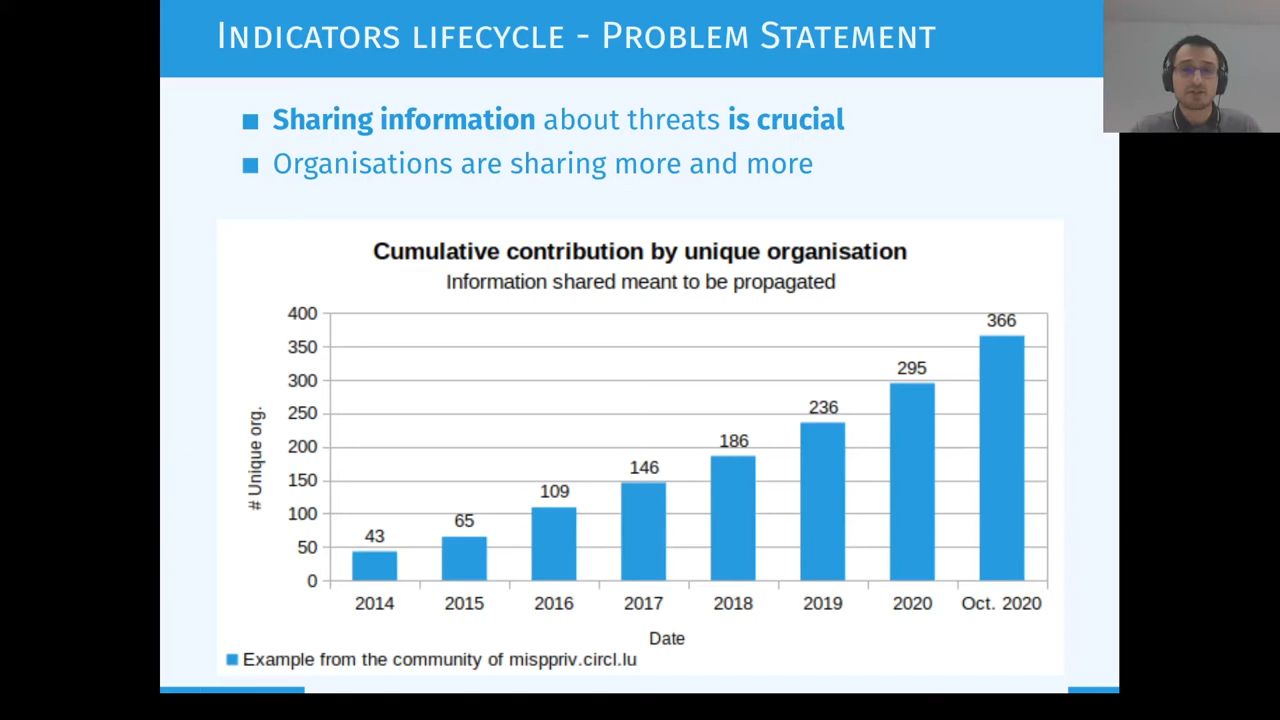 Indicators lifecycle - Problem Statement
Sharing information about threats is crucial
Organisations are sharing more and more
Cumulative contribution by unique organisation
Information shared meant to be propagated
# Unique org.
400
350
300
250
200
150
100
50
0
43
65
109
146
186
236
295
366
2014 2015 2016 2017 2018 2019 2020 Oct. 2020
Date
Example from the community of misppriv.circl.lu